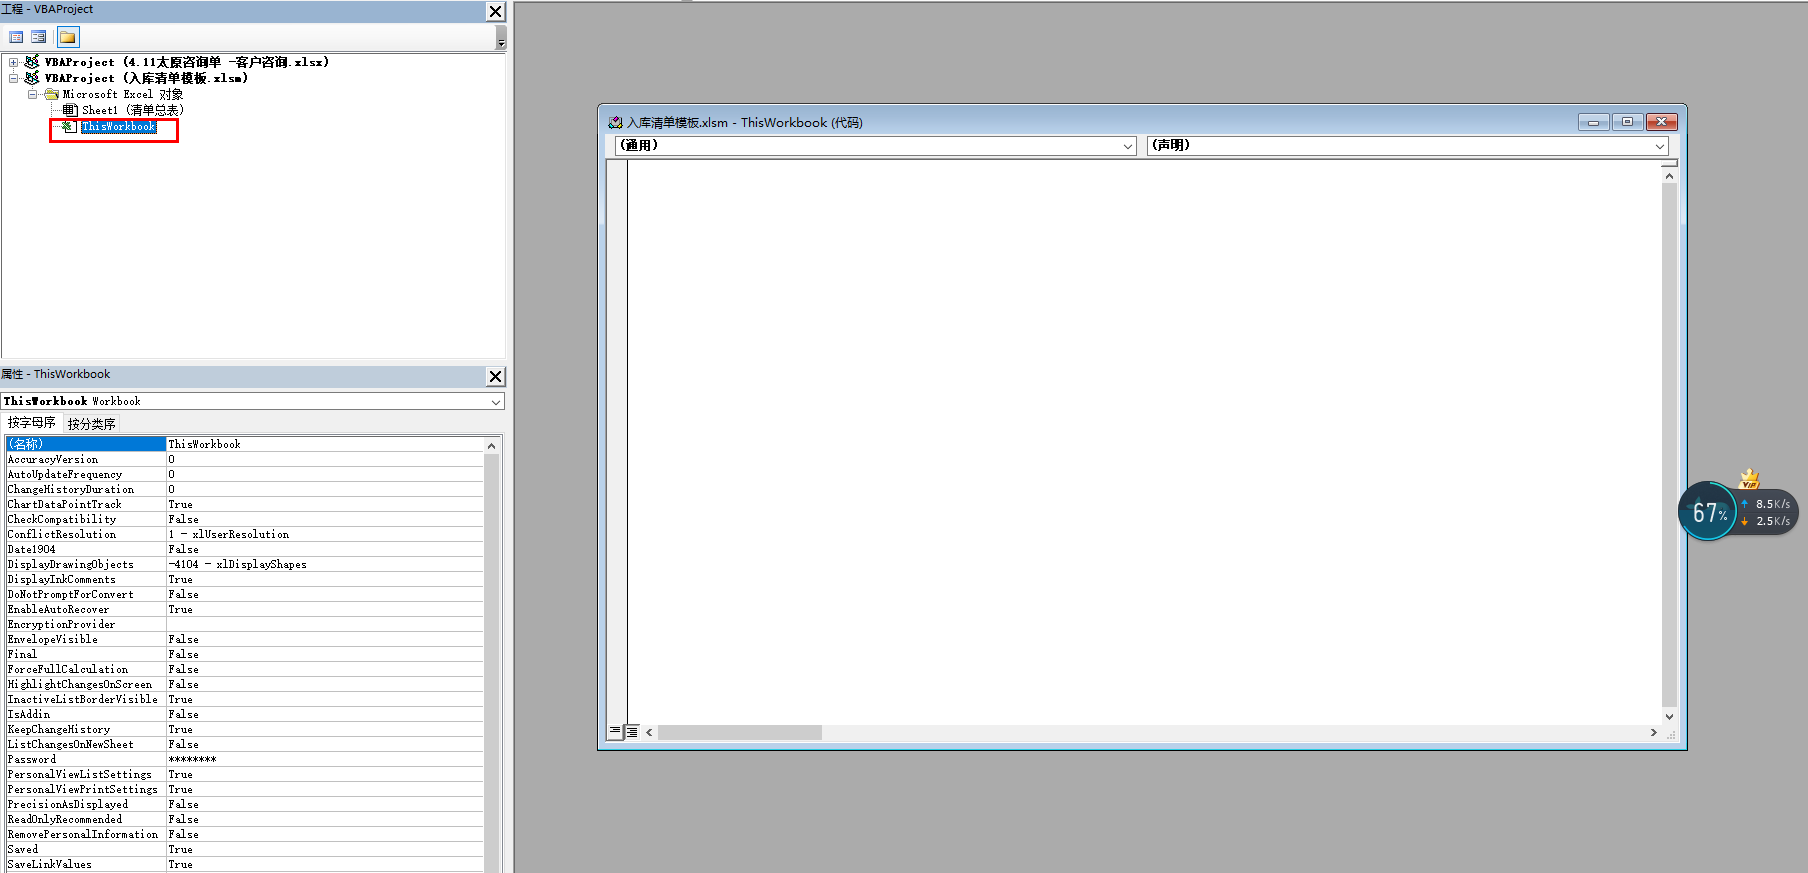 工程 - VBAProject
VBAProject (4.11太原咨询单 -客户咨询.xlsx)
VBAProject (入库清单模板.xlsm)
Microsoft Excel 对象
Sheet1 (清单总表)
ThisWorkbook
属性 - ThisWorkbook
ThisWorkbook Workbook
按字母序 按分类序
(名称) ThisWorkbook
AccuracyVersion 0
AutoUpdateFrequency 0
ChangeHistoryDuration 0
ChartDataPointTrack True
CheckCompatibility False
ConflictResolution 1 - xlUserResolution
Date1904 False
DisplayDrawingObjects -4104 - xlDisplayShapes
DisplayInkComments True
DoNotPromptForConvert False
EnableAutoRecover True
EncryptionProvider
EnvelopeVisible False
Final False
ForceFullCalculation False
HighlightChangesOnScreen False
InactiveListBorderVisible True
IsAddin False
KeepChangeHistory True
ListChangesOnNewSheet False
Password ********
PersonalViewListSettings True
PersonalViewPrintSettings True
PrecisionAsDisplayed False
ReadOnlyRecommended False
RemovePersonalInformation False
Saved True
SaveLinkValues True
入库清单模板.xlsm - ThisWorkbook (代码)
(通用) (声明)
VIP
67%
8.5K/s
2.5K/s